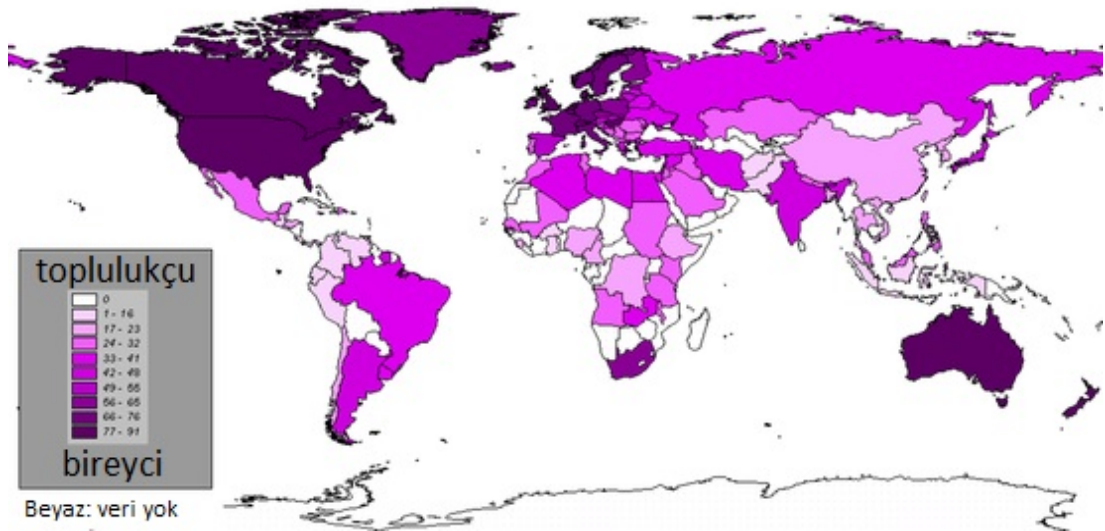 toplulukçu
0
1 - 16
17 - 23
24 - 32
33 - 41
42 - 48
49 - 55
56 - 65
66 - 76
77 - 91
bireyci
Beyaz: veri yok